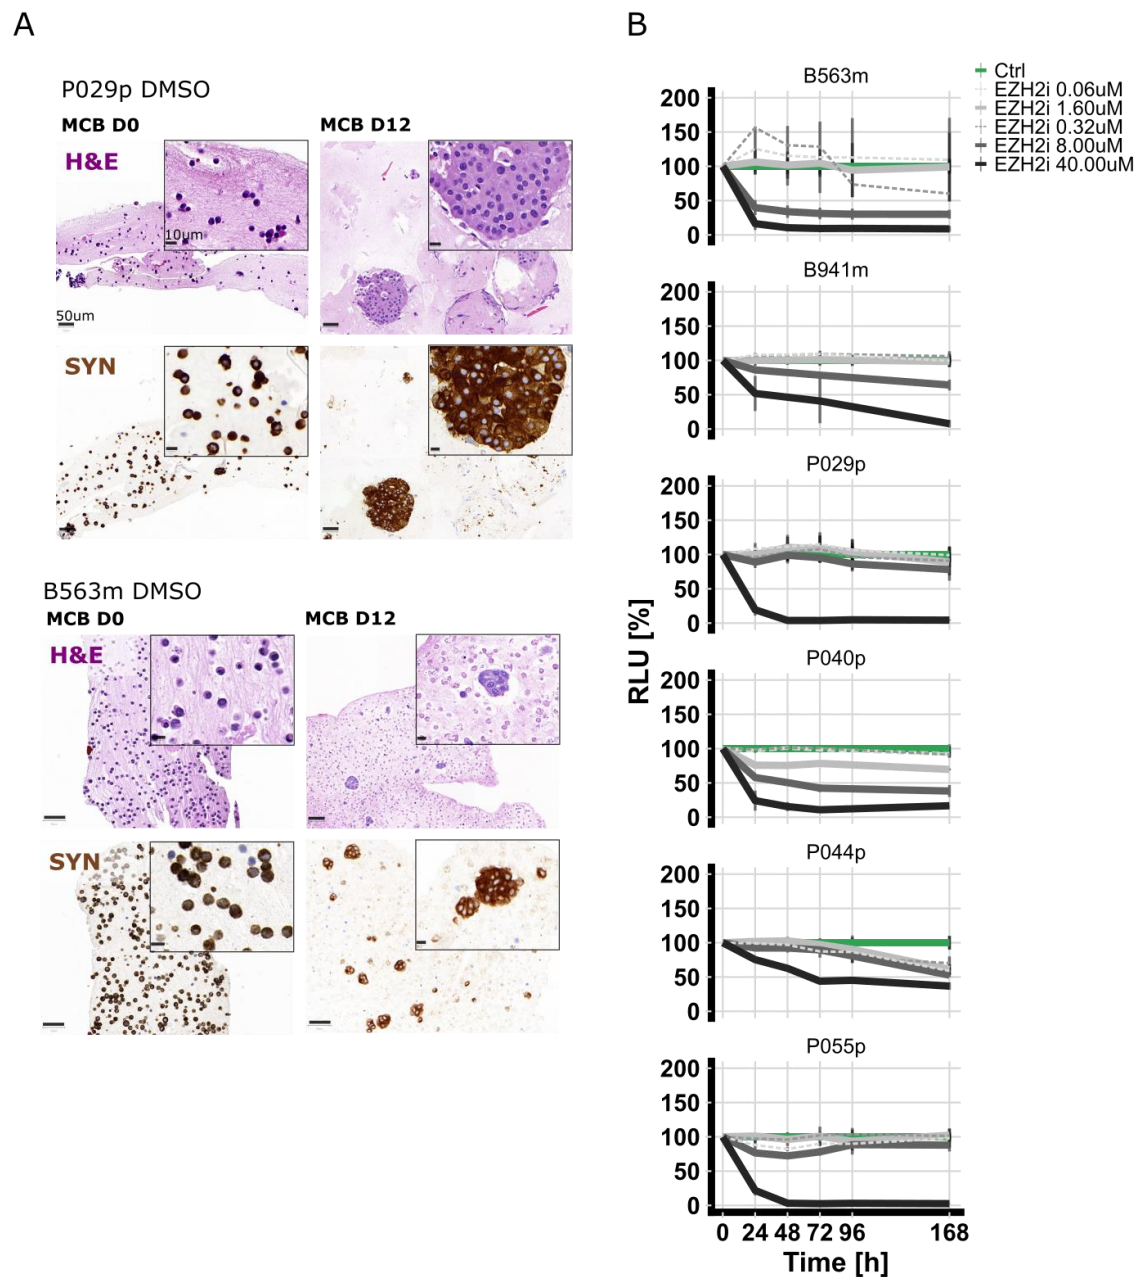 A
P029p DMSO
MCB D0
MCB D12
H&E
10um
50um
SYN
B563m DMSO
MCB D0
MCB D12
H&E
SYN
B
Ctrl
EZH2i 0.06uM
EZH2i 1.60uM
EZH2i 0.32uM
EZH2i 8.00uM
EZH2i 40.00uM
RLU [%]
B563m
200
150
100
50
0
B941m
200
150
100
50
0
P029p
200
150
100
50
0
P040p
200
150
100
50
0
P044p
200
150
100
50
0
P055p
200
150
100
50
0
0 24 48 72 96 168
Time [h]